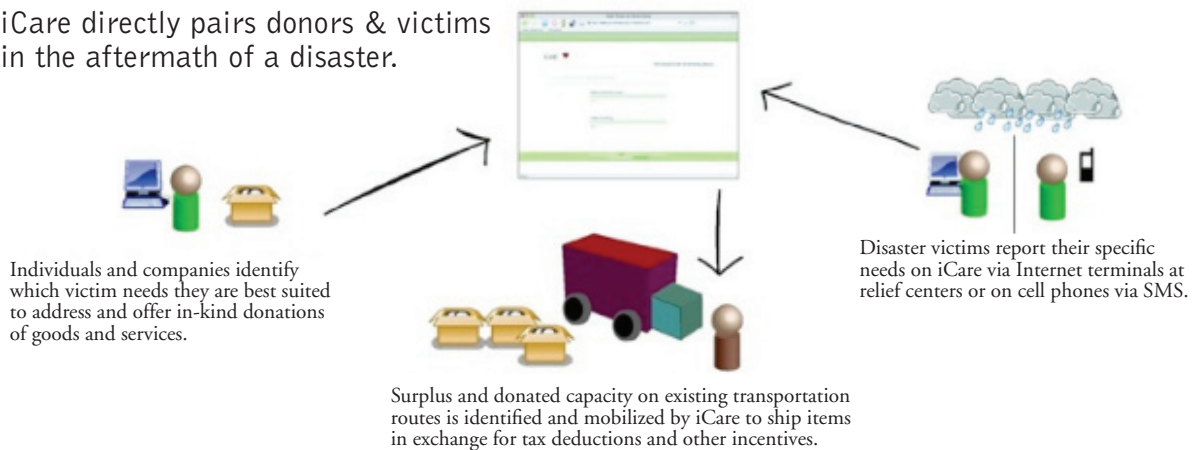 iCare directly pairs donors & victims
in the aftermath of a disaster.
Individuals and companies identify
which victim needs they are best suited
to address and offer in-kind donations
of goods and services.
Disaster victims report their specific
needs on iCare via Internet terminals at
relief centers or on cell phones via SMS.
Surplus and donated capacity on existing transportation
routes is identified and mobilized by iCare to ship items
in exchange for tax deductions and other incentives.